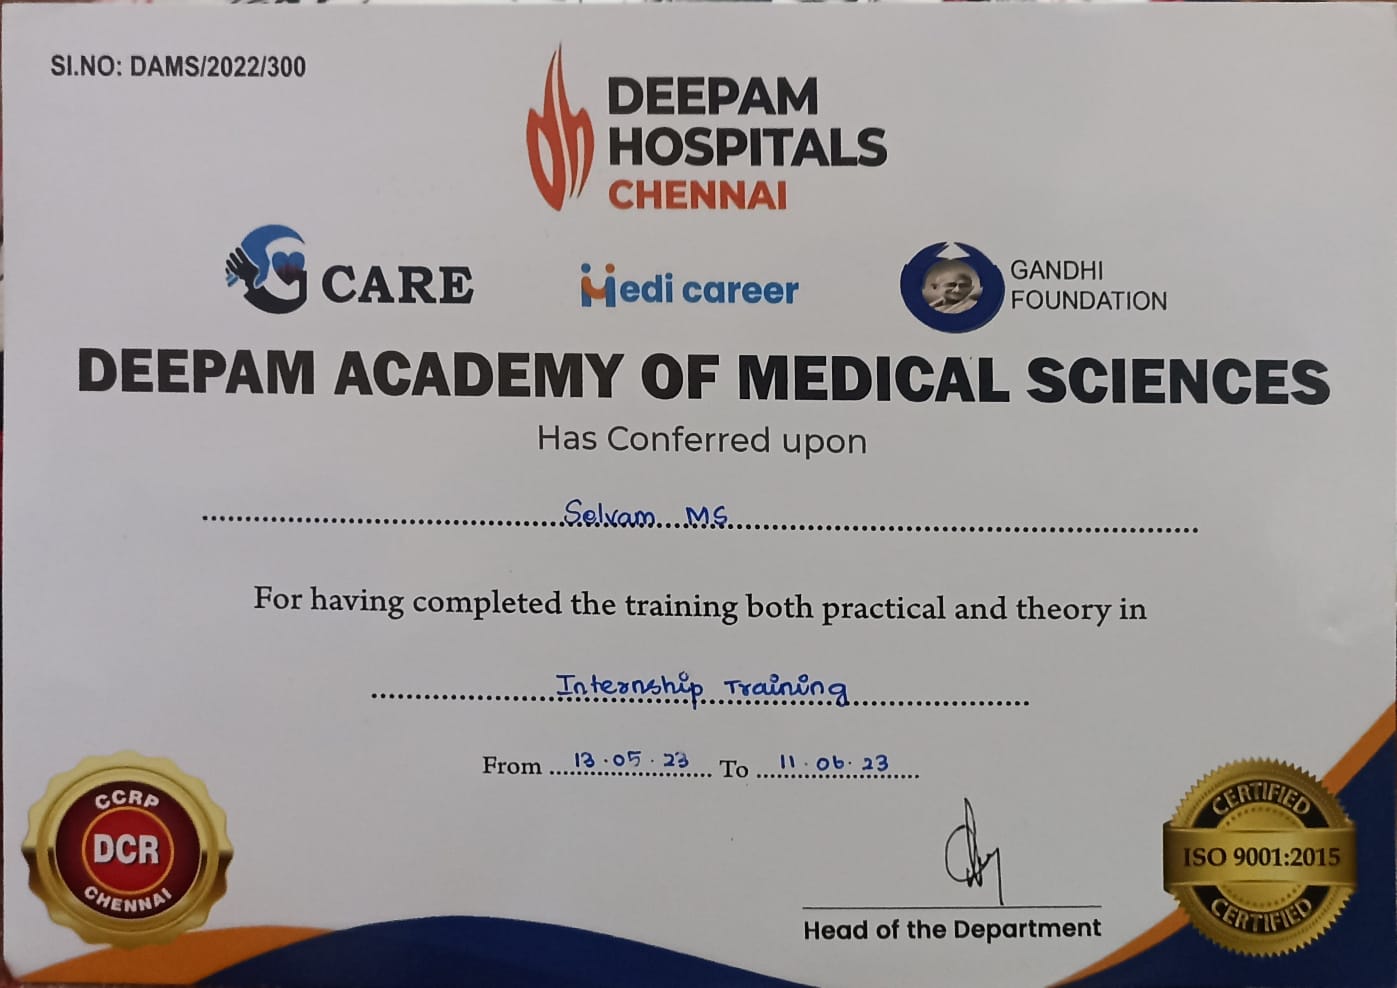 SI.NO: DAMS/2022/300
DEEPAM
HOSPITALS
CHENNAI
G CARE
Medi career
GANDHI
FOUNDATION
DEEPAM ACADEMY OF MEDICAL SCIENCES
Has Conferred upon
Selvam MS
For having completed the training both practical and theory in
Internship Training
From 13.05.23 To 11.06.23
CCRP
DCR
CHENNAI
CERTIFIED
ISO 9001:2015
CERTIFIED
Head of the Department